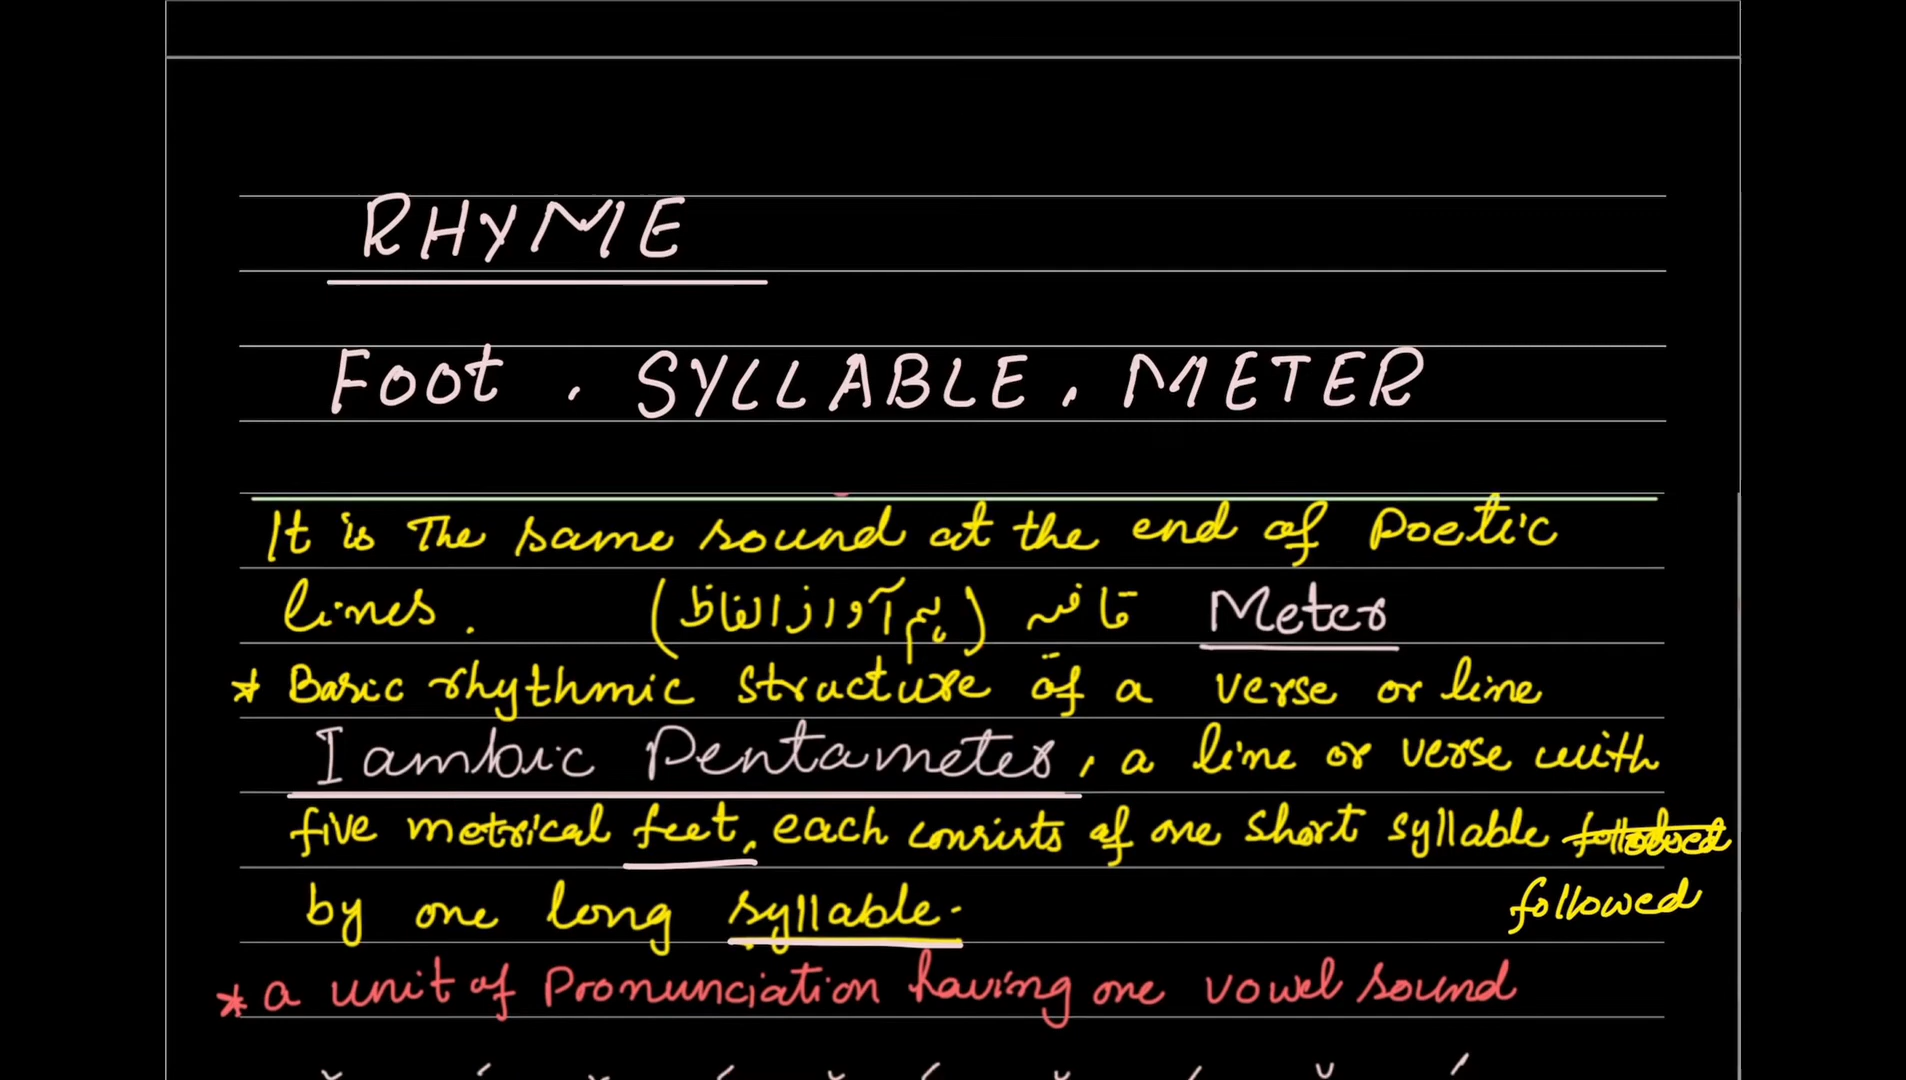 RHYME
Foot . SYLLABLE . METER
It is The same sound at the end of Poetic
lines. قافیہ (ہم آواز الفاظ) Meter
* Basic rhythmic structure of a verse or line
Iambic Pentameter, a line or verse with
five metrical feet, each consists of one short syllable followed
by one long syllable. followed
* a unit of Pronunciation having one vowel sound